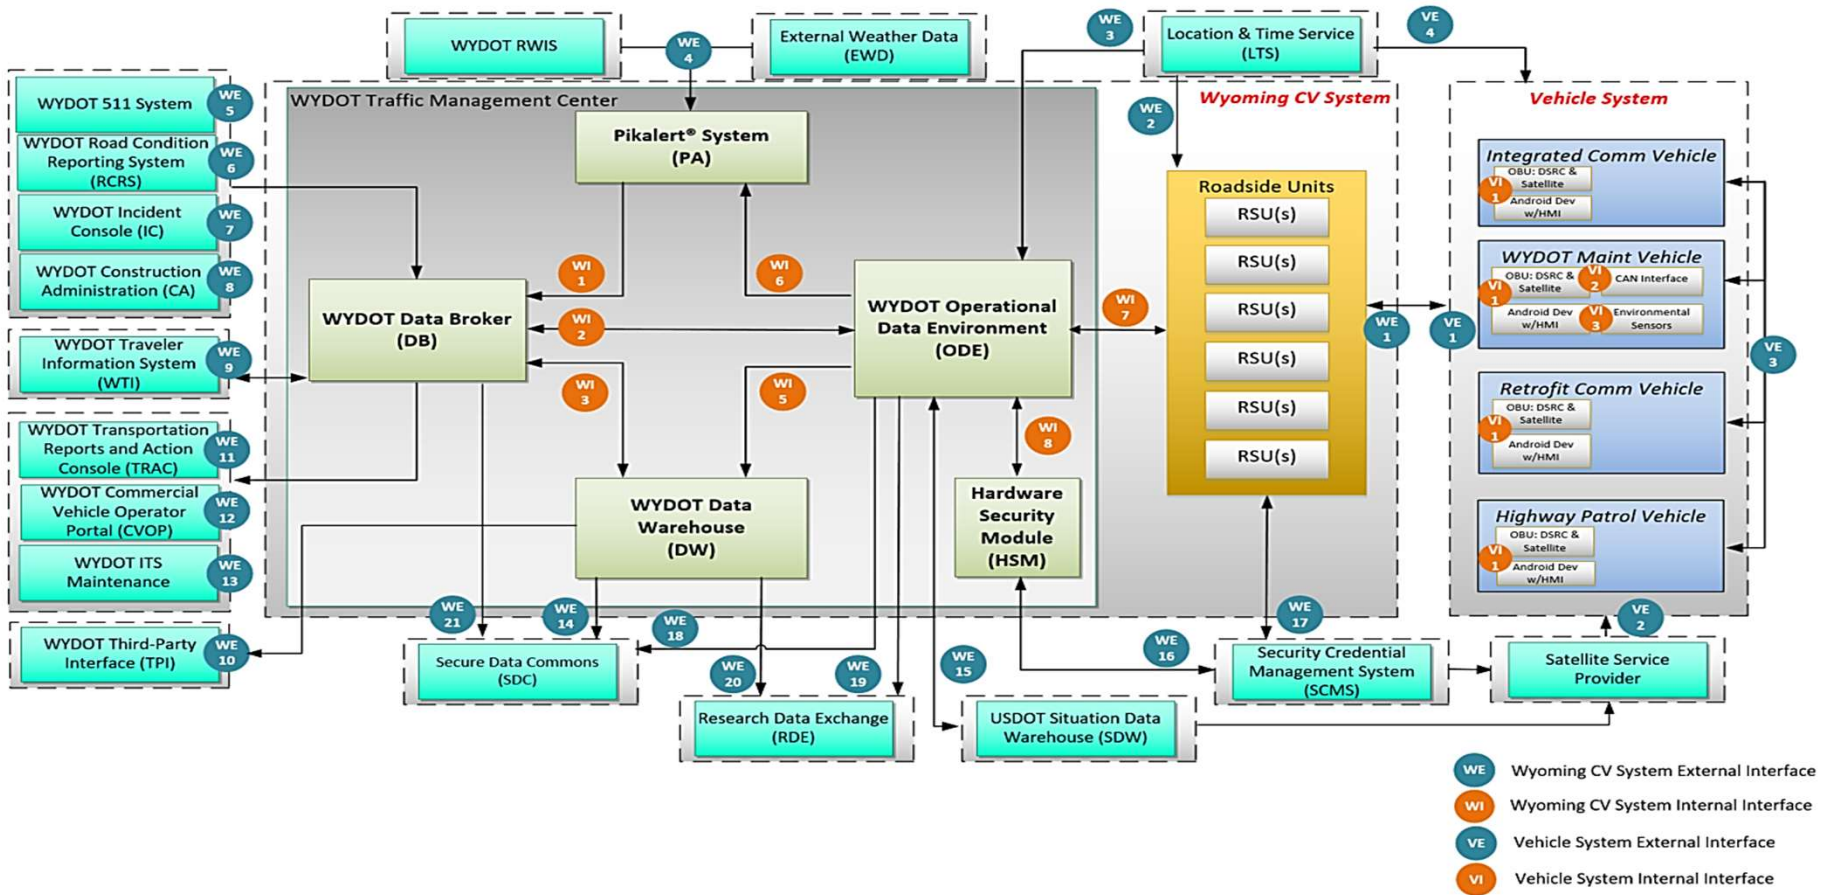 WYDOT RWIS
WE
4
External Weather Data
(EWD)
WE
3
Location & Time Service
(LTS)
VE
4
WYDOT 511 System
WE
5
WYDOT Road Condition
Reporting System
(RCRS)
WE
6
WYDOT Incident
Console (IC)
WE
7
WYDOT Construction
Administration (CA)
WE
8
WYDOT Traveler
Information System
(WTI)
WE
9
WYDOT Transportation
Reports and Action
Console (TRAC)
WE
11
WYDOT Commercial
Vehicle Operator
Portal (CVOP)
WE
12
WYDOT ITS
Maintenance
WE
13
WYDOT Third-Party
Interface (TPI)
WE
10
WYDOT Traffic Management Center
Pikalert® System
(PA)
WI
1
WI
6
WYDOT Data Broker
(DB)
WI
2
WYDOT Operational
Data Environment
(ODE)
WI
3
WI
5
WI
7
WI
8
WYDOT Data
Warehouse
(DW)
Hardware
Security
Module
(HSM)
Wyoming CV System
WE
2
Roadside Units
RSU(s)
RSU(s)
RSU(s)
RSU(s)
RSU(s)
RSU(s)
WE
1
VE
1
Vehicle System
Integrated Comm Vehicle
VI
1
OBU: DSRC &
Satellite
Android Dev
w/HMI
WYDOT Maint Vehicle
VI
1
OBU: DSRC &
Satellite
VI
2
CAN Interface
Android Dev
w/HMI
VI
3
Environmental
Sensors
VE
3
Retrofit Comm Vehicle
VI
1
OBU: DSRC &
Satellite
Android Dev
w/HMI
Highway Patrol Vehicle
VI
1
OBU: DSRC &
Satellite
Android Dev
w/HMI
WE
21
WE
14
WE
18
WE
20
WE
19
WE
15
WE
16
WE
17
VE
2
Secure Data Commons
(SDC)
Research Data Exchange
(RDE)
USDOT Situation Data
Warehouse (SDW)
Security Credential
Management System
(SCMS)
Satellite Service
Provider
WE Wyoming CV System External Interface
WI Wyoming CV System Internal Interface
VE Vehicle System External Interface
VI Vehicle System Internal Interface